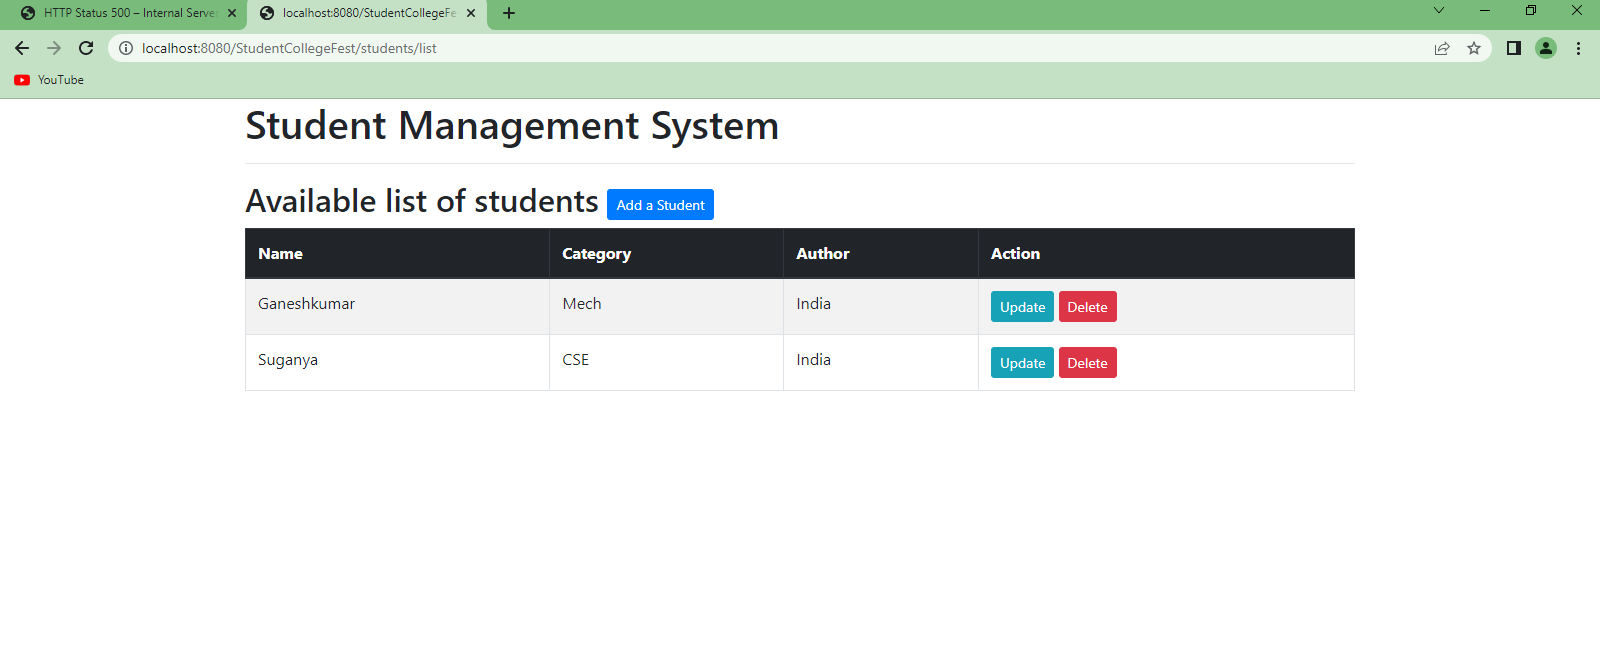 HTTP Status 500 – Internal Server
localhost:8080/StudentCollegeFe
localhost:8080/StudentCollegeFest/students/list
YouTube
Student Management System
Available list of students Add a Student
Name Category Author Action
Ganeshkumar Mech India Update Delete
Suganya CSE India Update Delete